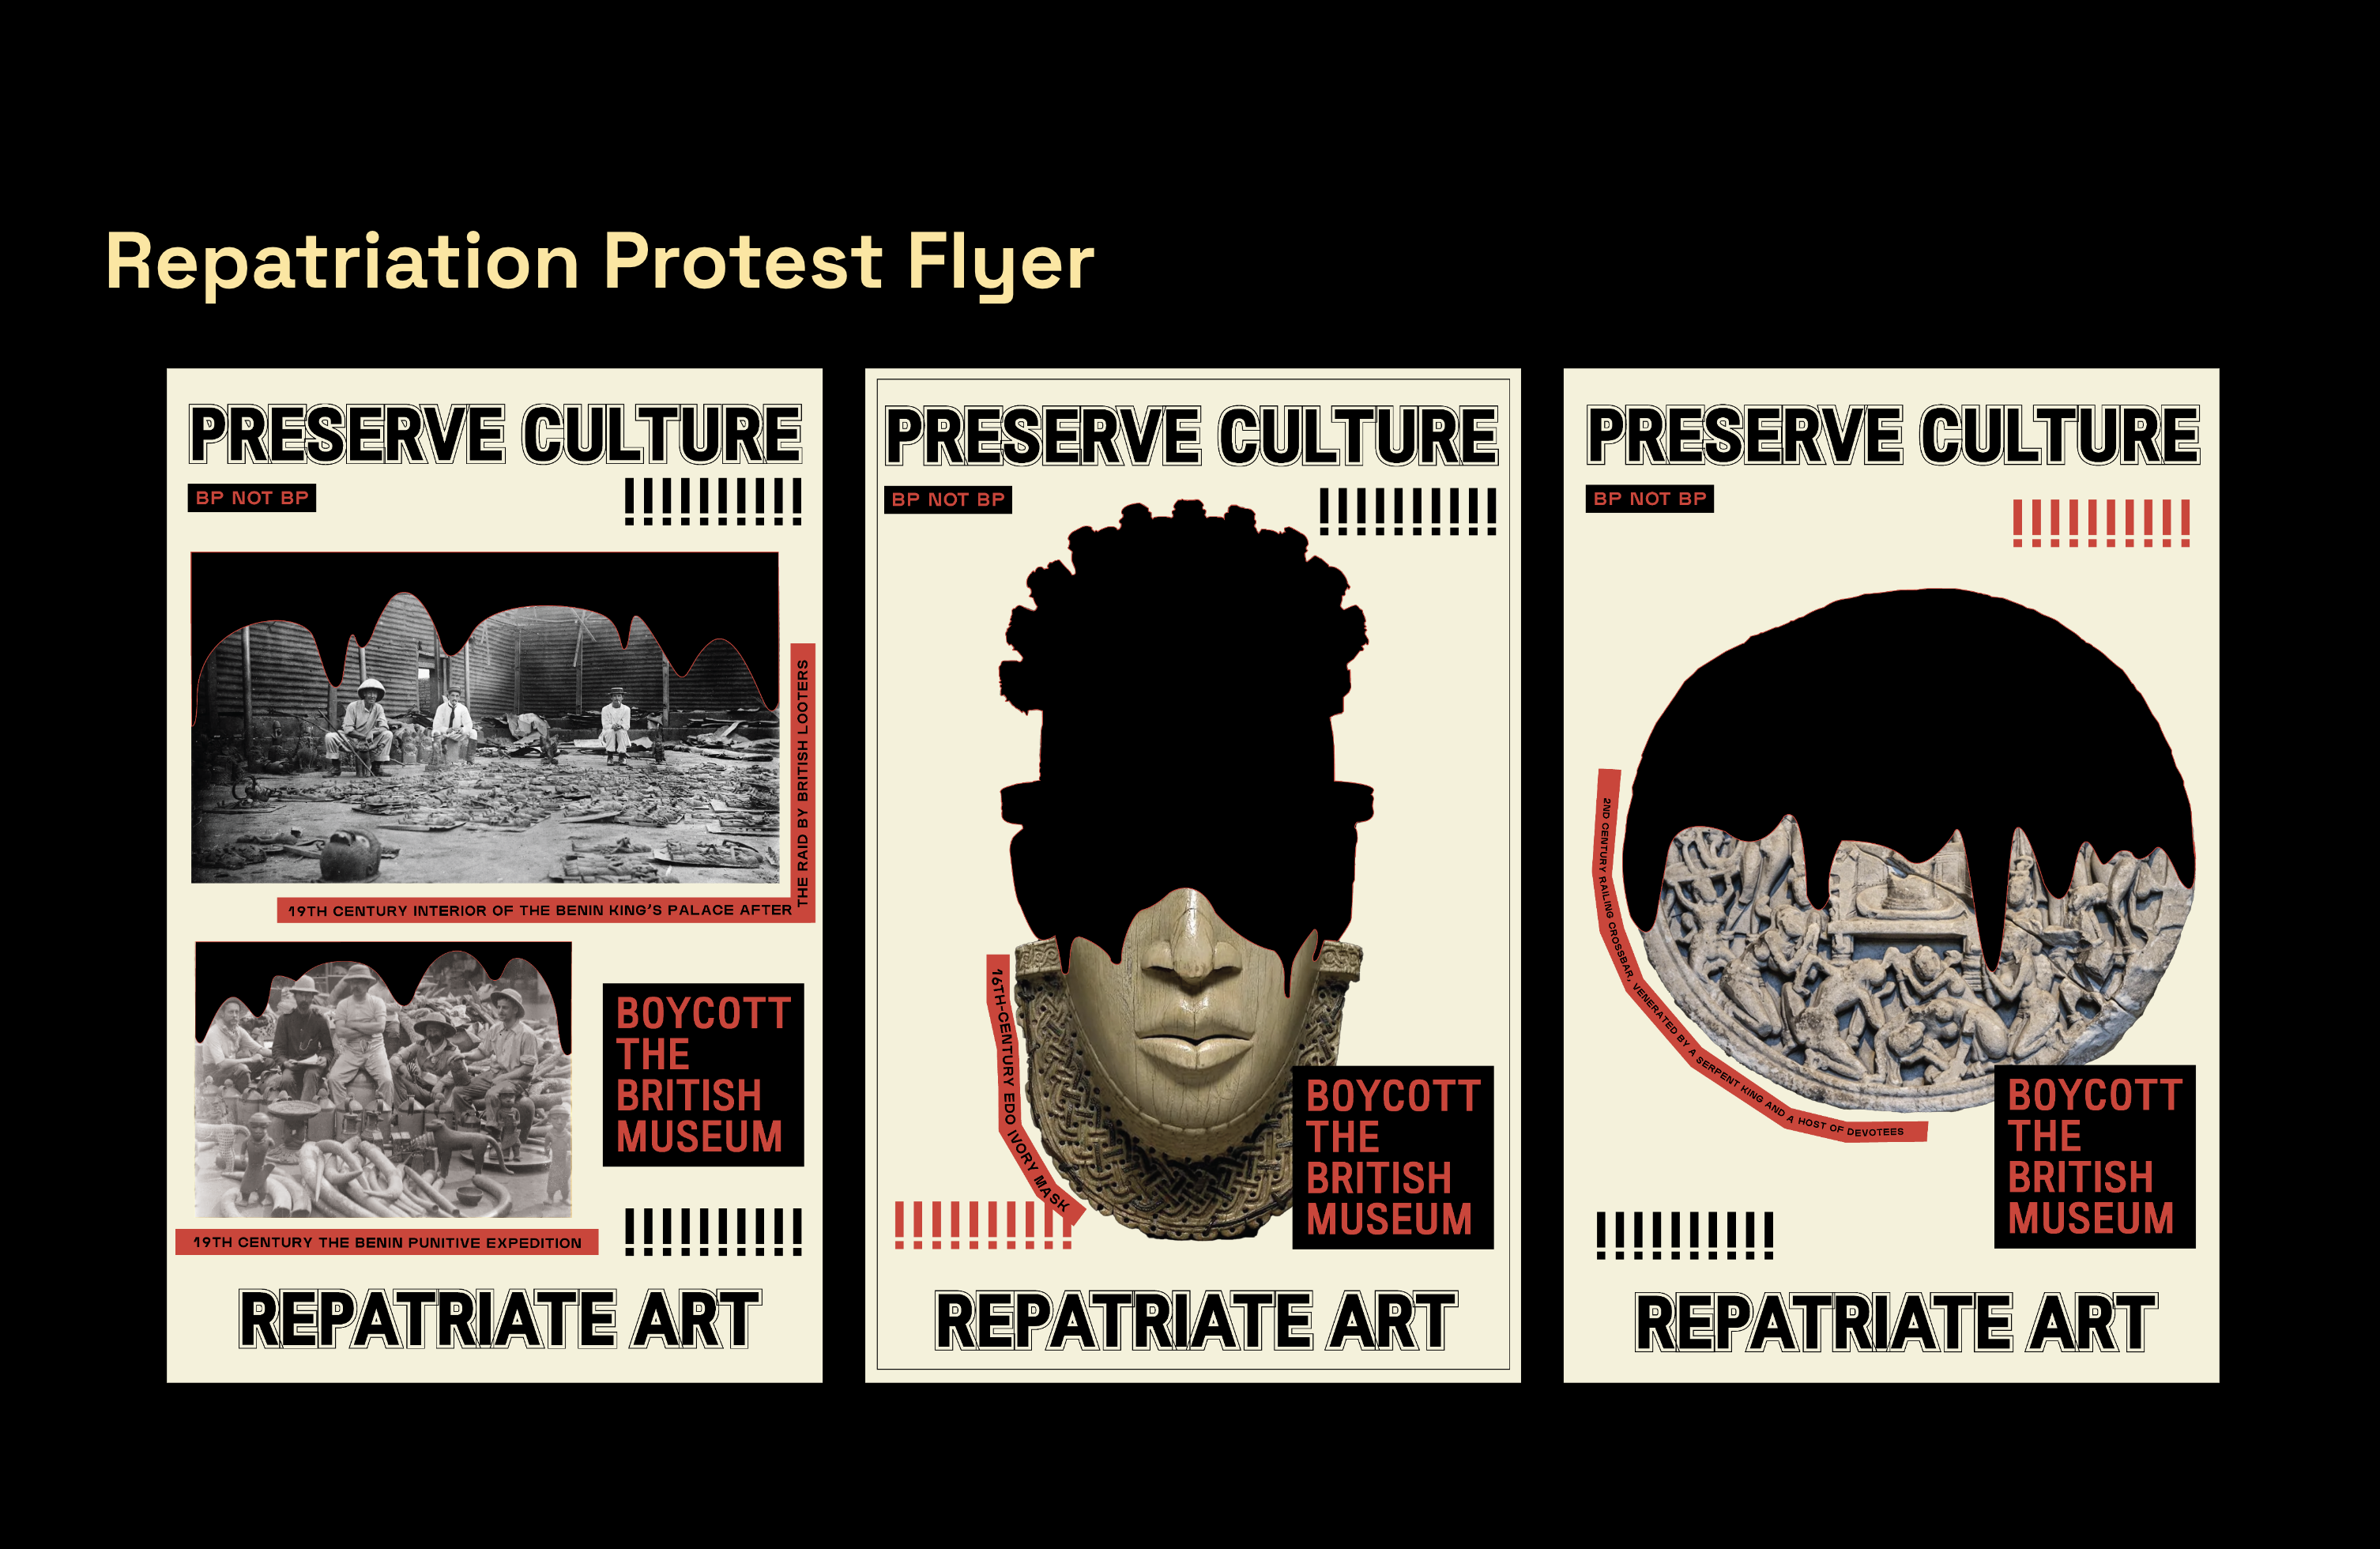 Repatriation Protest Flyer
PRESERVE CULTURE
BP NOT BP
!!!!!!!!!!
THE RAID BY BRITISH LOOTERS
19TH CENTURY INTERIOR OF THE BENIN KING'S PALACE AFTER
BOYCOTT
THE
BRITISH
MUSEUM
19TH CENTURY THE BENIN PUNITIVE EXPEDITION
!!!!!!!!!!
REPATRIATE ART
PRESERVE CULTURE
BP NOT BP
!!!!!!!!!!
16TH-CENTURY EDO IVORY MASK
BOYCOTT
THE
BRITISH
MUSEUM
!!!!!!!!!!
REPATRIATE ART
PRESERVE CULTURE
BP NOT BP
!!!!!!!!!!
2ND CENTURY RAILING CROSSBAR, VENERATED BY A SERPENT KING AND A HOST OF DEVOTEES
BOYCOTT
THE
BRITISH
MUSEUM
!!!!!!!!!!
REPATRIATE ART